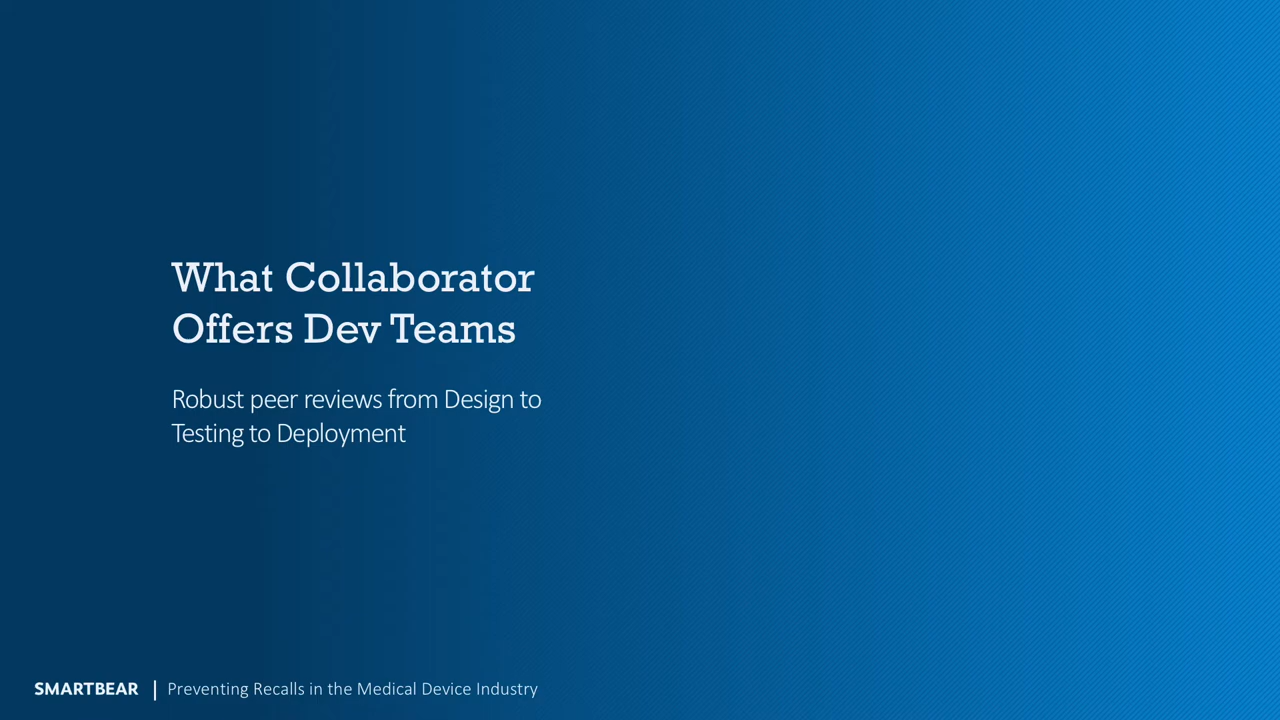 What Collaborator
Offers Dev Teams
Robust peer reviews from Design to
Testing to Deployment
SMARTBEAR | Preventing Recalls in the Medical Device Industry